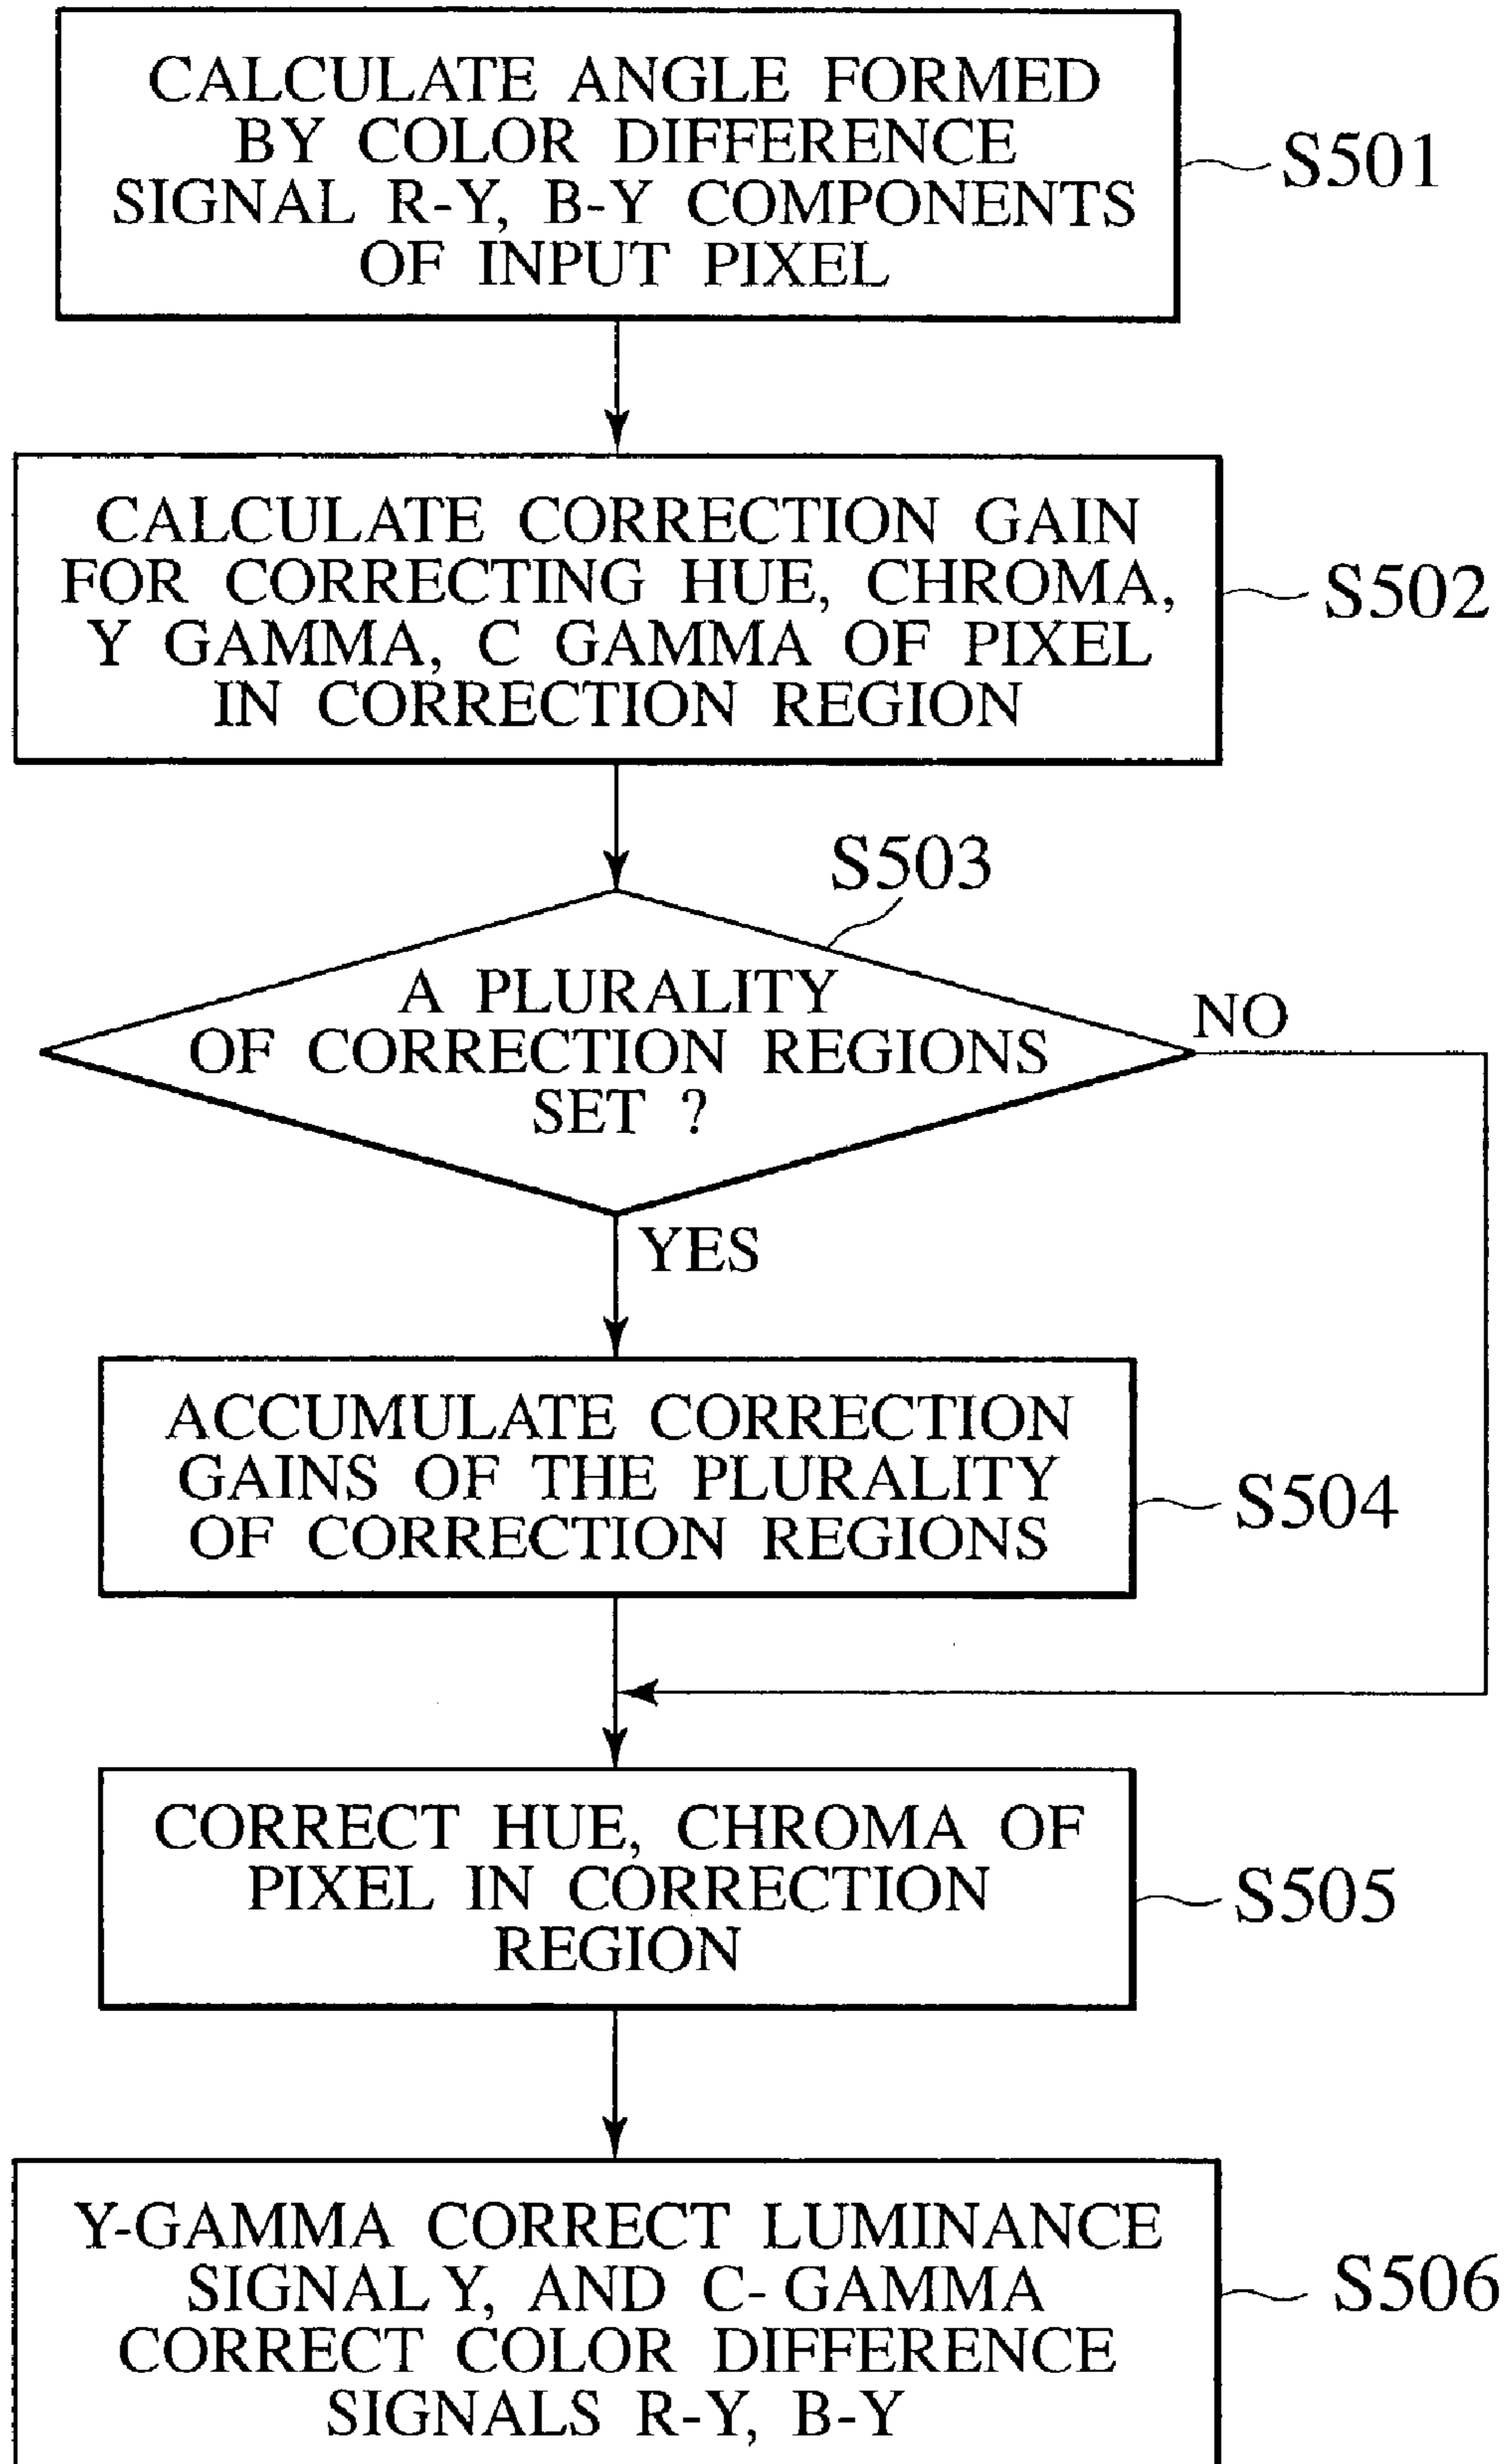 CALCULATE ANGLE FORMED
BY COLOR DIFFERENCE
SIGNAL R-Y, B-Y COMPONENTS
OF INPUT PIXEL
S501
CALCULATE CORRECTION GAIN
FOR CORRECTING HUE, CHROMA,
Y GAMMA, C GAMMA OF PIXEL
IN CORRECTION REGION
S502
S503
A PLURALITY
OF CORRECTION REGIONS
SET ?
NO
YES
ACCUMULATE CORRECTION
GAINS OF THE PLURALITY
OF CORRECTION REGIONS
S504
CORRECT HUE, CHROMA OF
PIXEL IN CORRECTION
REGION
S505
Y-GAMMA CORRECT LUMINANCE
SIGNAL Y, AND C- GAMMA
CORRECT COLOR DIFFERENCE
SIGNALS R-Y, B-Y
S506